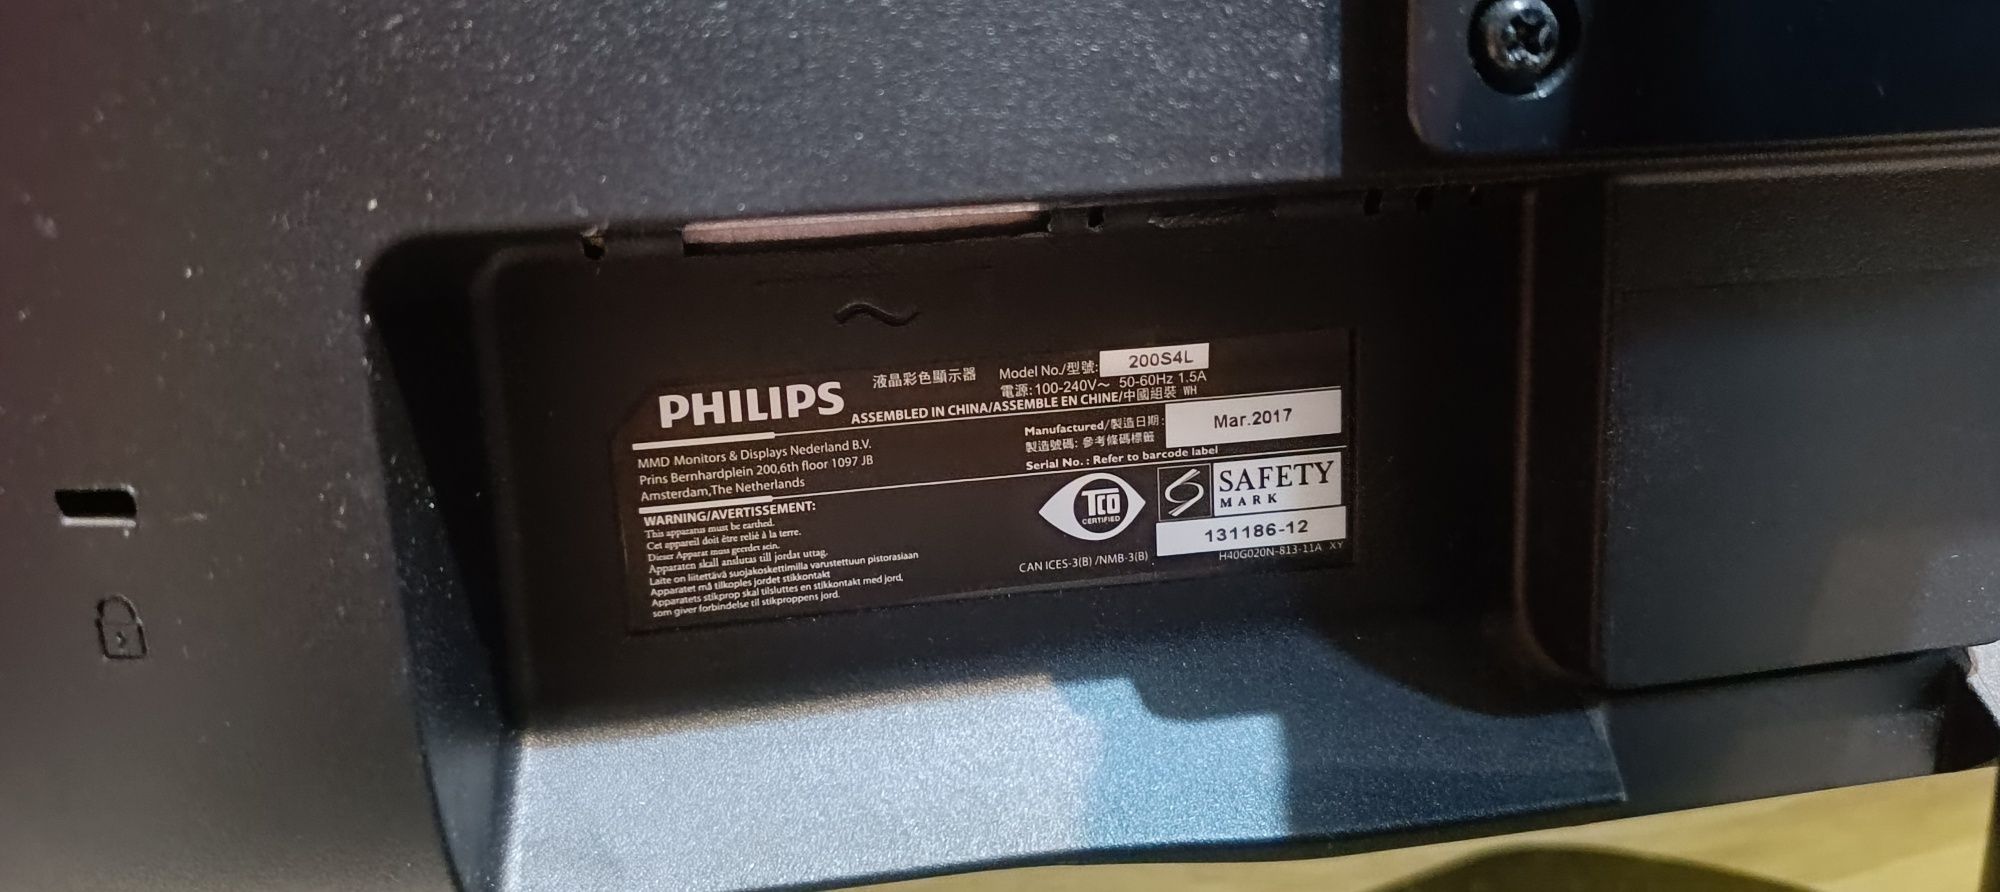 液晶彩色顯示器 Model No./型號: 200S4L
電源: 100-240V～ 50-60Hz 1.5A
PHILIPS ASSEMBLED IN CHINA/ASSEMBLE EN CHINE/中國組裝 WH
MMD Monitors & Displays Nederland B.V.
Prins Bernhardplein 200,6th floor 1097 JB
Amsterdam,The Netherlands
Manufactured/製造日期: Mar.2017
製造號碼: 參考條碼標籤
Serial No. : Refer to barcode label
WARNING/AVERTISSEMENT:
This apparatus must be earthed.
Cet appareil doit être relié à la terre.
Dieser Apparat muss geerdet sein.
Apparaten skall anslutas till jordat uttag.
Laite on liitettävä suojakoskettimilla varustettuun pistorasiaan
Apparatet må tilkoples jordet stikkontakt
Apparatets stikprop skal tilsluttes en stikkontakt med jord,
som giver forbindelse til stikproppens jord.
TCO
CERTIFIED
SAFETY
MARK
131186-12
CAN ICES-3(B) /NMB-3(B)
H40G020N-813-11A XY